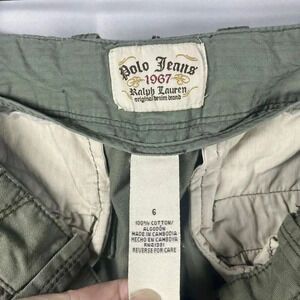 Polo Jeans
1967
Ralph Lauren
original denim brand
6
100% COTTON/
ALGODÓN
MADE IN CAMBODIA
HECHO EN CAMBOYA
RN41381
REVERSE FOR CARE